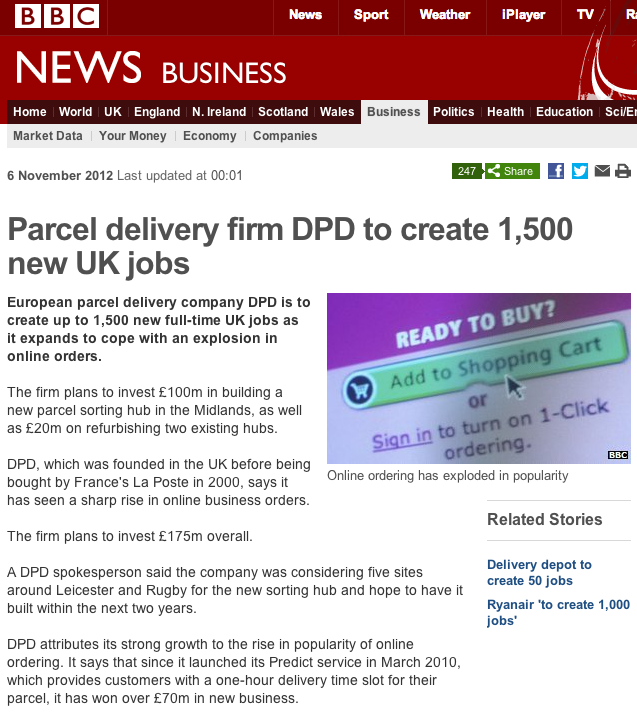 BBC News Sport Weather iPlayer TV
NEWS BUSINESS
Home World UK England N. Ireland Scotland Wales Business Politics Health Education
Market Data Your Money Economy Companies
6 November 2012 Last updated at 00:01
247 Share
Parcel delivery firm DPD to create 1,500
new UK jobs
European parcel delivery company DPD is to
create up to 1,500 new full-time UK jobs as
it expands to cope with an explosion in
online orders.
The firm plans to invest £100m in building a
new parcel sorting hub in the Midlands, as well
as £20m on refurbishing two existing hubs.
DPD, which was founded in the UK before being
bought by France's La Poste in 2000, says it
has seen a sharp rise in online business orders.
The firm plans to invest £175m overall.
A DPD spokesperson said the company was considering five sites
around Leicester and Rugby for the new sorting hub and hope to have it
built within the next two years.
DPD attributes its strong growth to the rise in popularity of online
ordering. It says that since it launched its Predict service in March 2010,
which provides customers with a one-hour delivery time slot for their
parcel, it has won over £70m in new business.
READY TO BUY?
Add to Shopping Cart
or
Sign in to turn on 1-Click
ordering.
BBC
Online ordering has exploded in popularity
Related Stories
Delivery depot to
create 50 jobs
Ryanair 'to create 1,000
jobs'